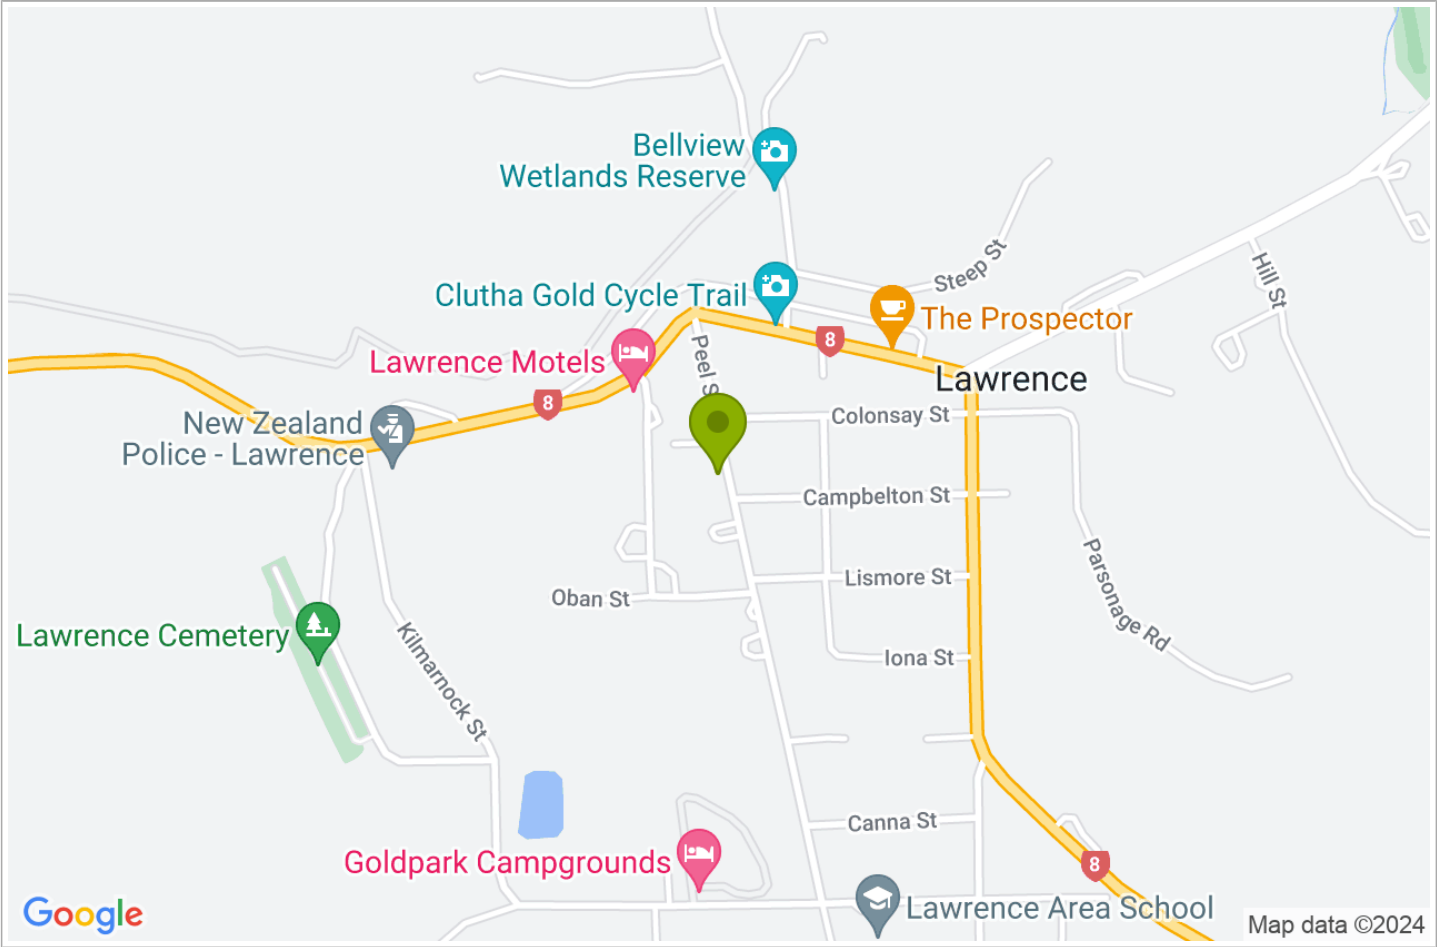 Bellview
Wetlands Reserve
Steep St
Hill St
Clutha Gold Cycle Trail
The Prospector
8
Peel S
Lawrence Motels
Lawrence
8
New Zealand
Police - Lawrence
Colonsay St
Campbelton St
Parsonage Rd
Lismore St
Oban St
Lawrence Cemetery
Kilmarnock St
Iona St
Canna St
Goldpark Campgrounds
8
Lawrence Area School
Google
Map data ©2024